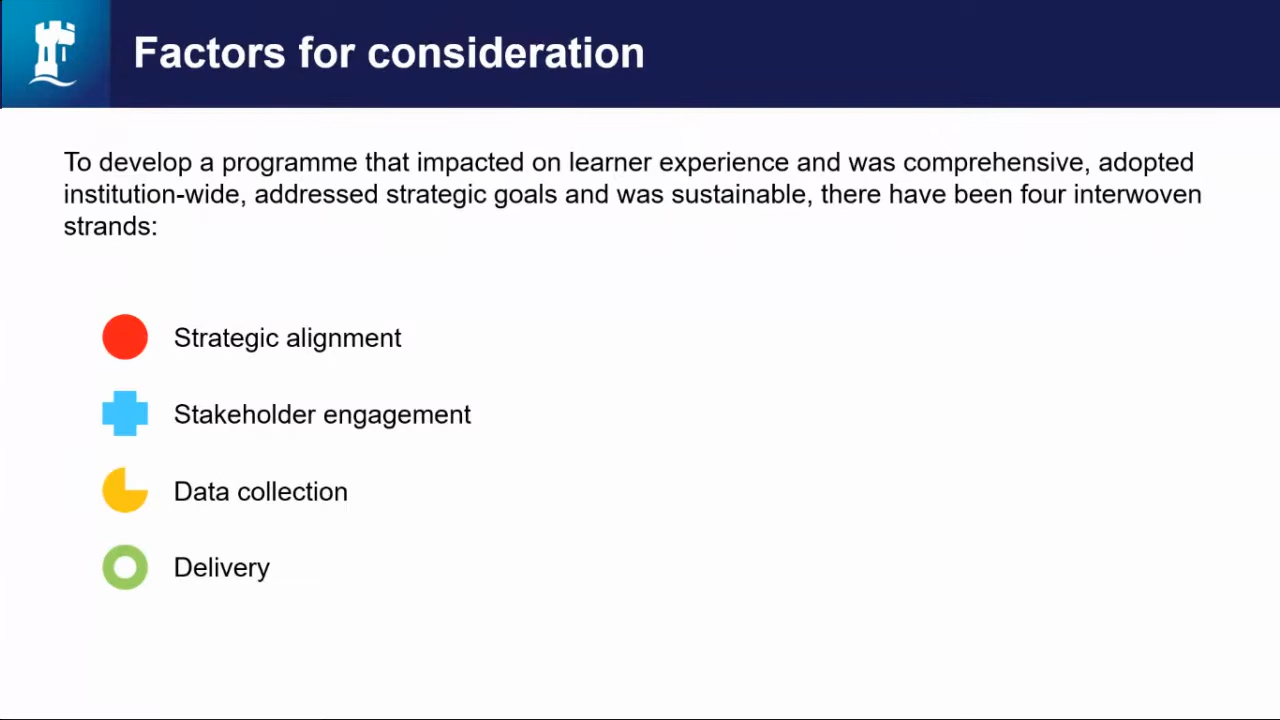 Factors for consideration
To develop a programme that impacted on learner experience and was comprehensive, adopted
institution-wide, addressed strategic goals and was sustainable, there have been four interwoven
strands:
Strategic alignment
Stakeholder engagement
Data collection
Delivery